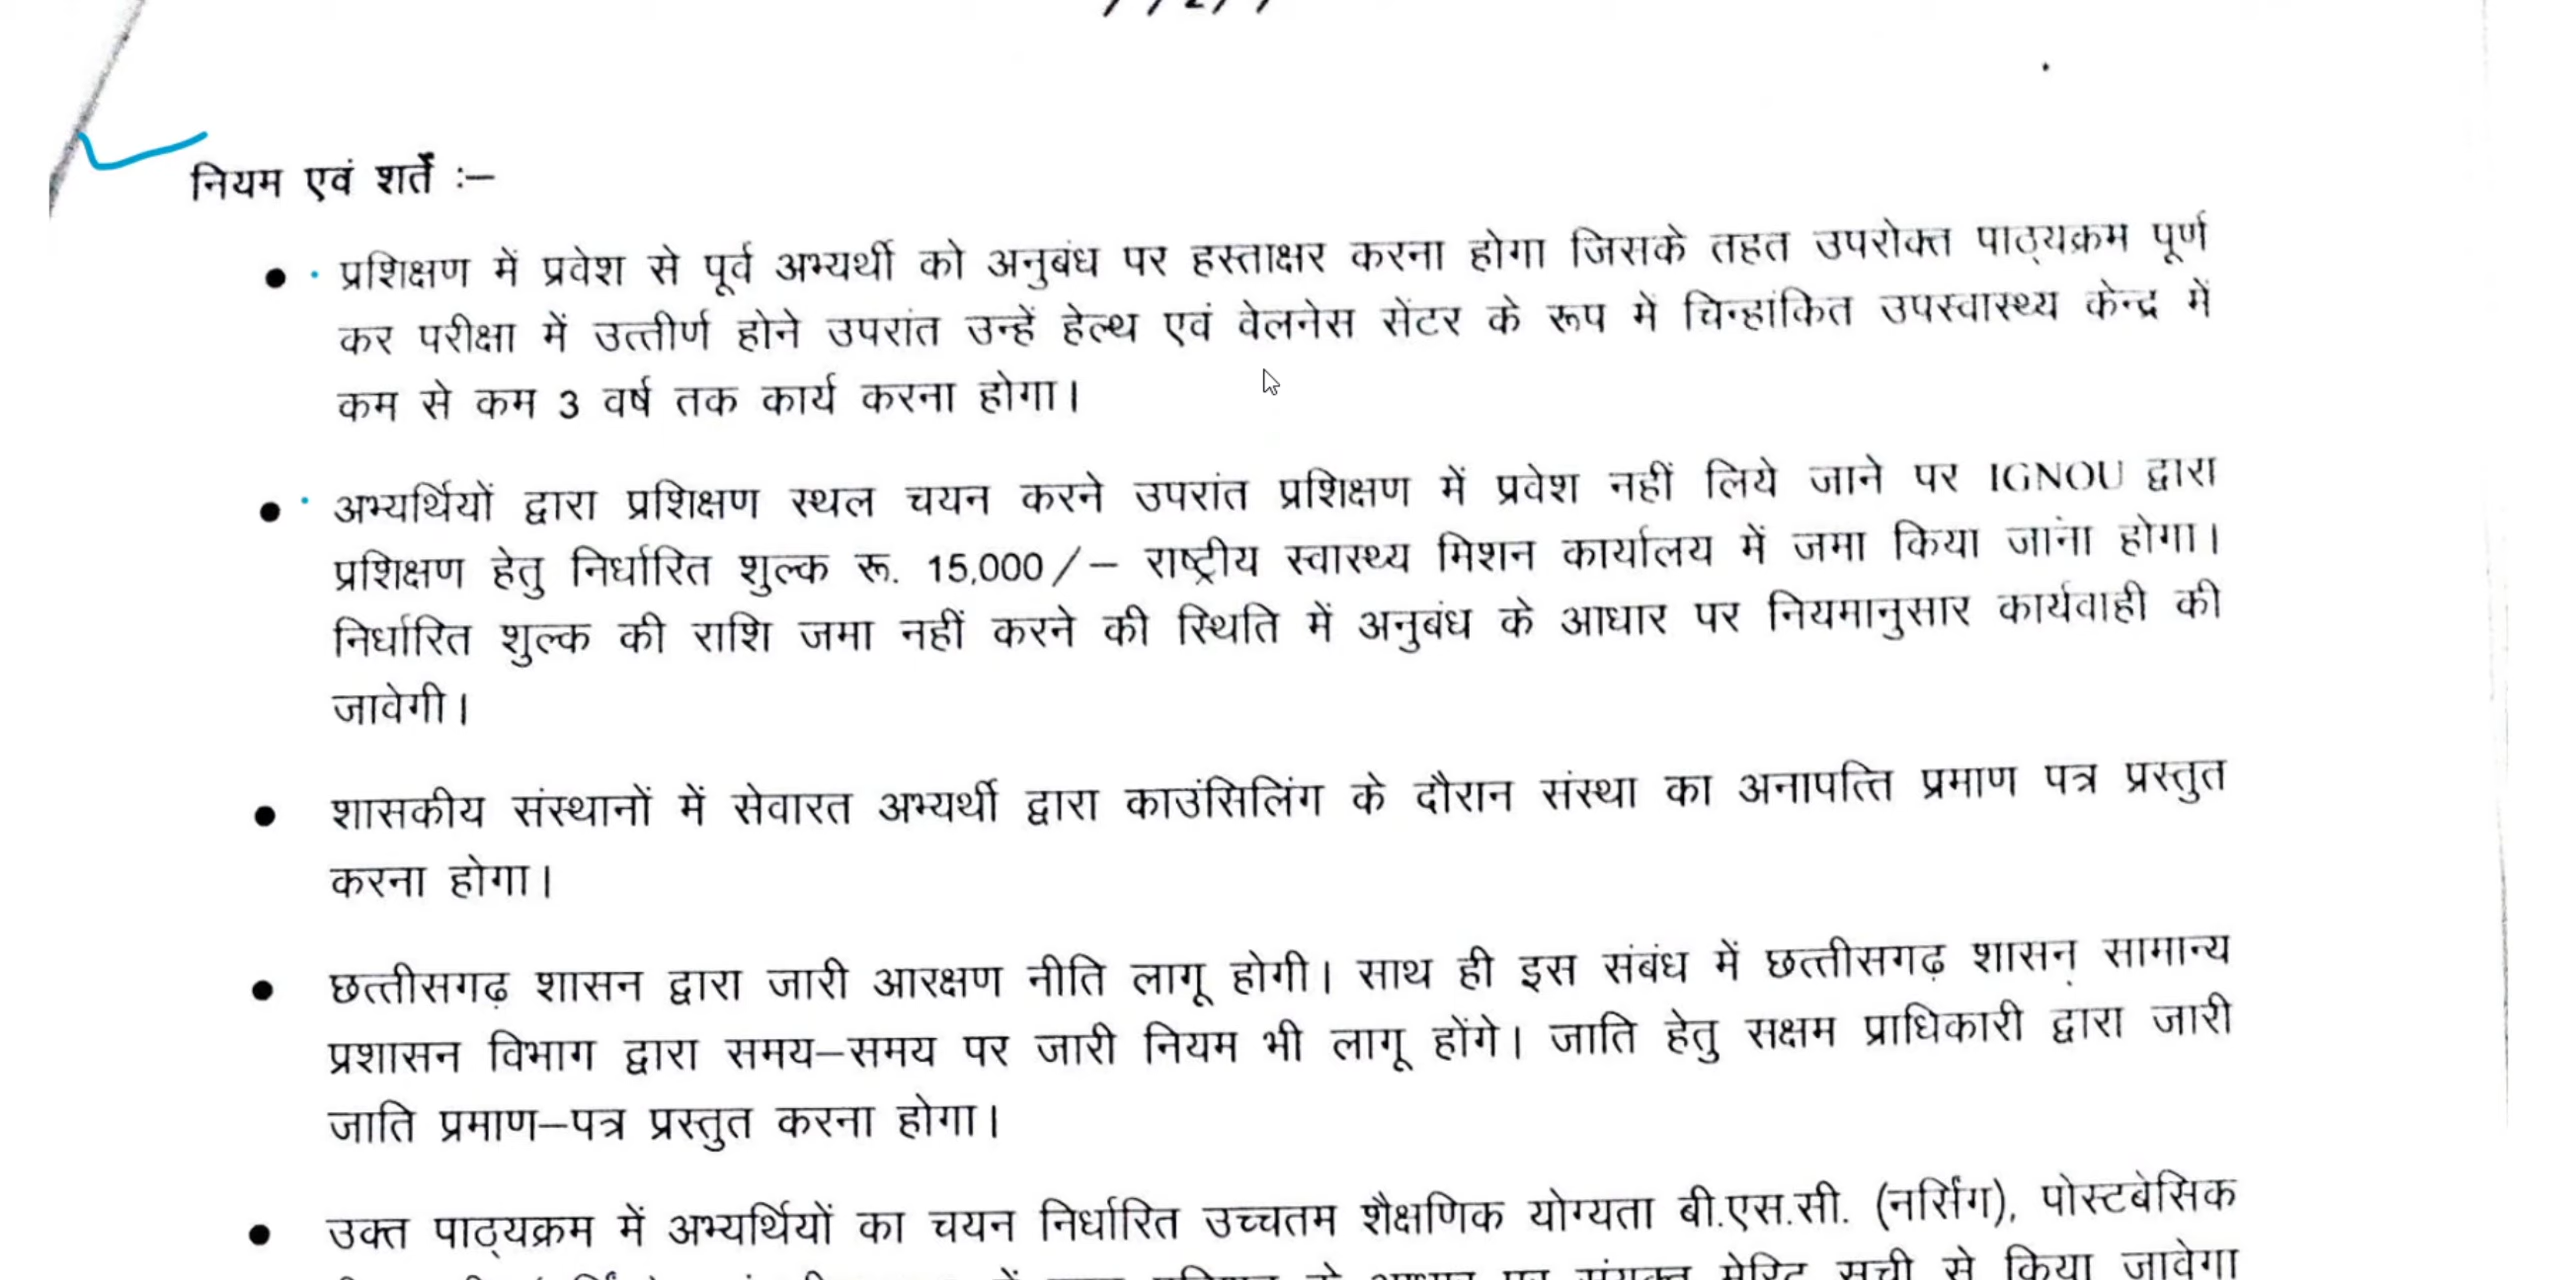 नियम एवं शर्तें :–
प्रशिक्षण में प्रवेश से पूर्व अभ्यर्थी को अनुबंध पर हस्ताक्षर करना होगा जिसके तहत उपरोक्त पाठ्यक्रम पूर्ण
कर परीक्षा में उत्तीर्ण होने उपरांत उन्हें हेल्थ एवं वेलनेस सेंटर के रूप में चिन्हांकित उपस्वास्थ्य केन्द्र में
कम से कम 3 वर्ष तक कार्य करना होगा।
अभ्यर्थियों द्वारा प्रशिक्षण स्थल चयन करने उपरांत प्रशिक्षण में प्रवेश नहीं लिये जाने पर IGNOU द्वारा
प्रशिक्षण हेतु निर्धारित शुल्क रू. 15,000/– राष्ट्रीय स्वास्थ्य मिशन कार्यालय में जमा किया जाना होगा।
निर्धारित शुल्क की राशि जमा नहीं करने की स्थिति में अनुबंध के आधार पर नियमानुसार कार्यवाही की
जावेगी।
शासकीय संस्थानों में सेवारत अभ्यर्थी द्वारा काउंसिलिंग के दौरान संस्था का अनापत्ति प्रमाण पत्र प्रस्तुत
करना होगा।
छत्तीसगढ़ शासन द्वारा जारी आरक्षण नीति लागू होगी। साथ ही इस संबंध में छत्तीसगढ़ शासन सामान्य
प्रशासन विभाग द्वारा समय–समय पर जारी नियम भी लागू होंगे। जाति हेतु सक्षम प्राधिकारी द्वारा जारी
जाति प्रमाण–पत्र प्रस्तुत करना होगा।
उक्त पाठ्यक्रम में अभ्यर्थियों का चयन निर्धारित उच्चतम शैक्षणिक योग्यता बी.एस.सी. (नर्सिंग), पोस्टबेसिक
के आधार पर संयुक्त मेरिट सूची से किया जावेगा